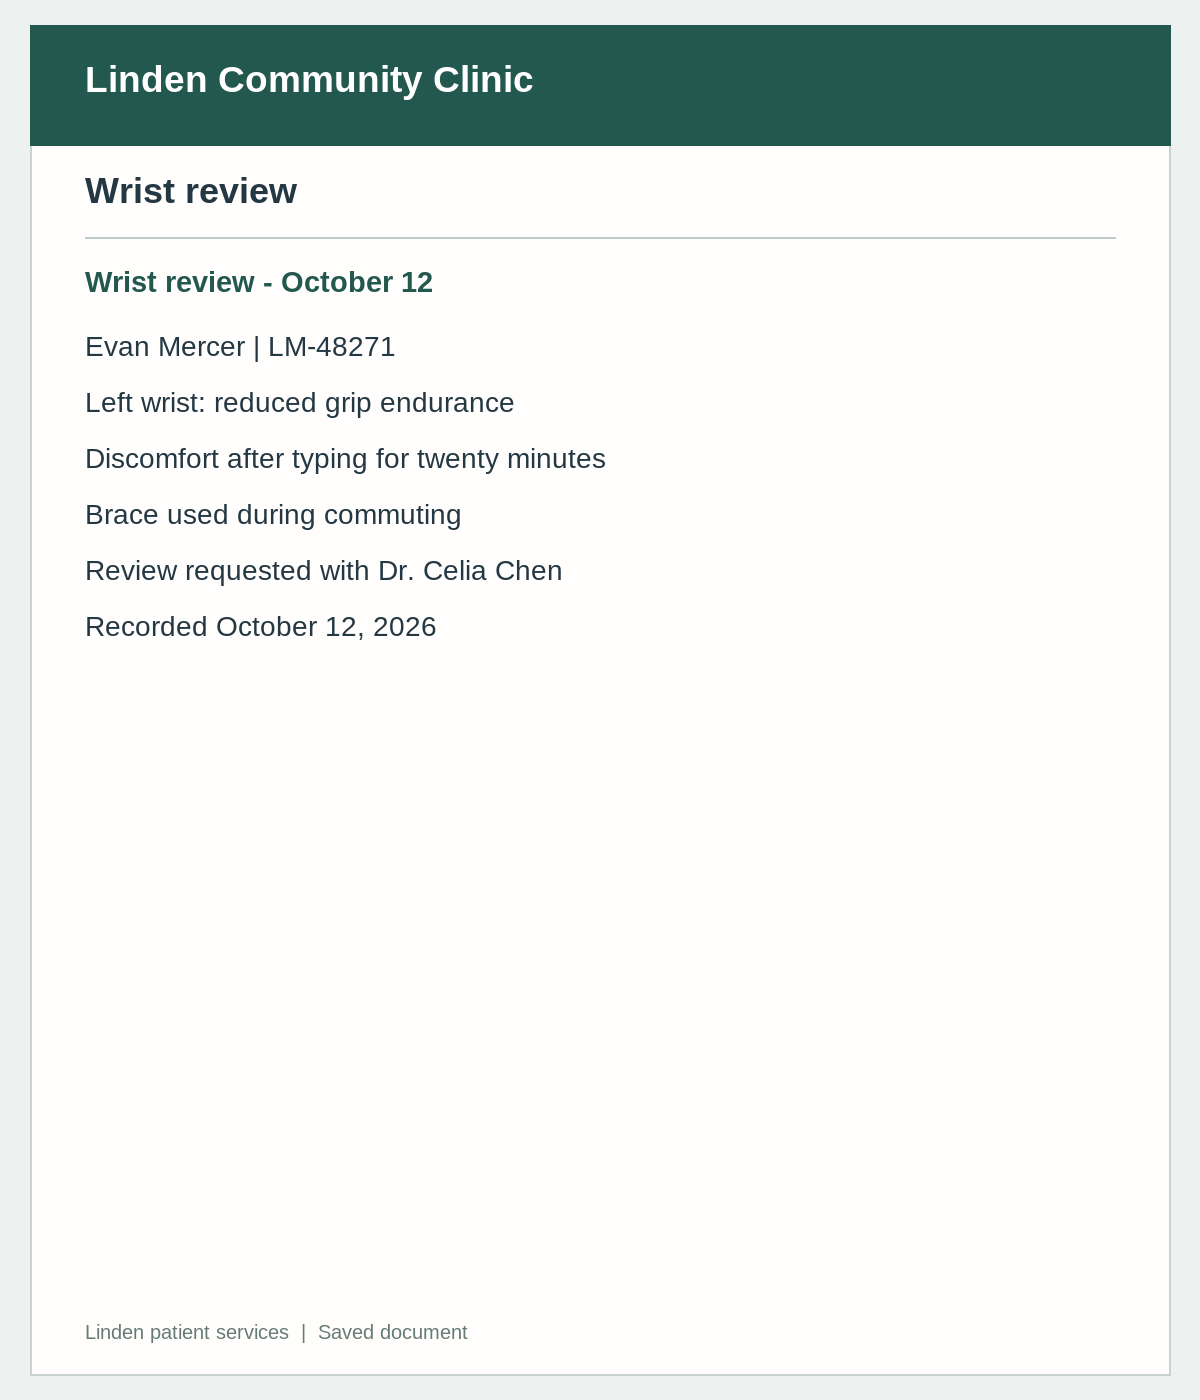 Linden Community Clinic
Wrist review
Wrist review - October 12
Evan Mercer | LM-48271
Left wrist: reduced grip endurance
Discomfort after typing for twenty minutes
Brace used during commuting
Review requested with Dr. Celia Chen
Recorded October 12, 2026
Linden patient services | Saved document